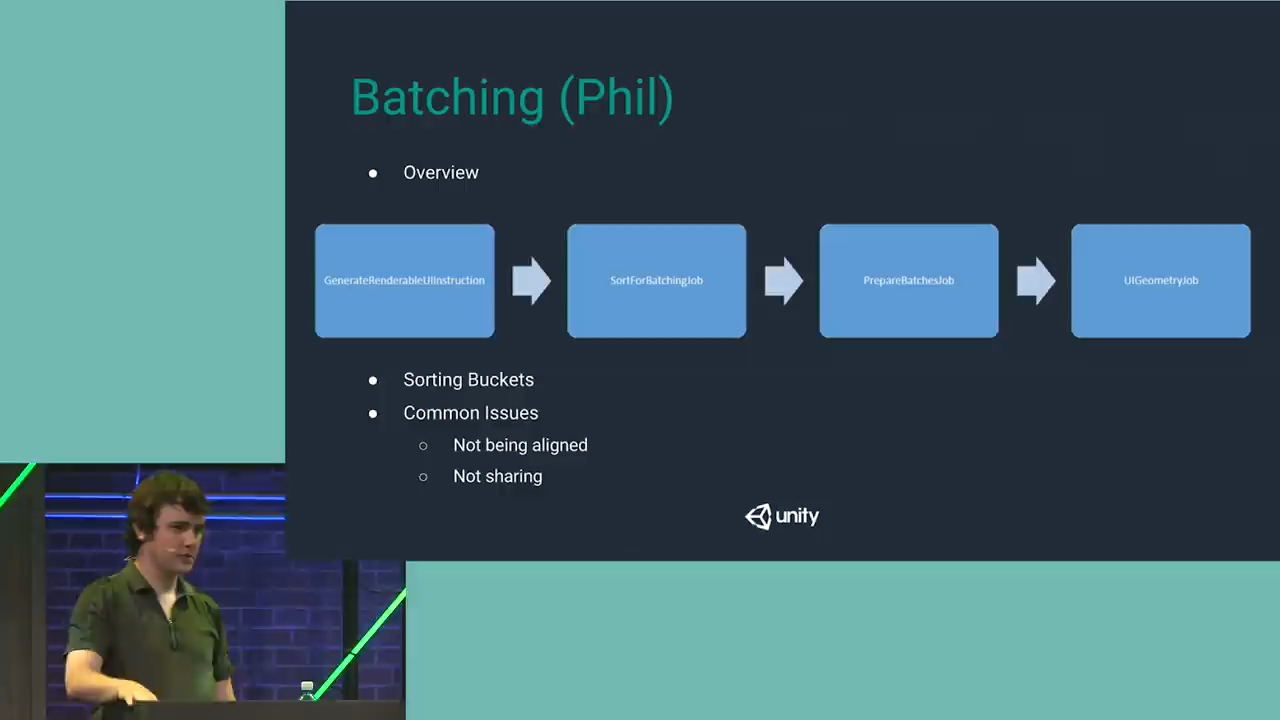 Batching (Phil)
Overview
GenerateRenderableUIInstruction
SortForBatchingJob
PrepareBatchesJob
UIGeometryJob
Sorting Buckets
Common Issues
Not being aligned
Not sharing
unity